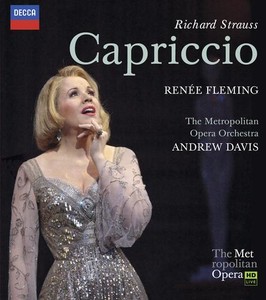 DECCA
Richard Strauss
Capriccio
RENÉE FLEMING
The Metropolitan
Opera Orchestra
ANDREW DAVIS
The Met
ropolitan
Opera HD
LIVE